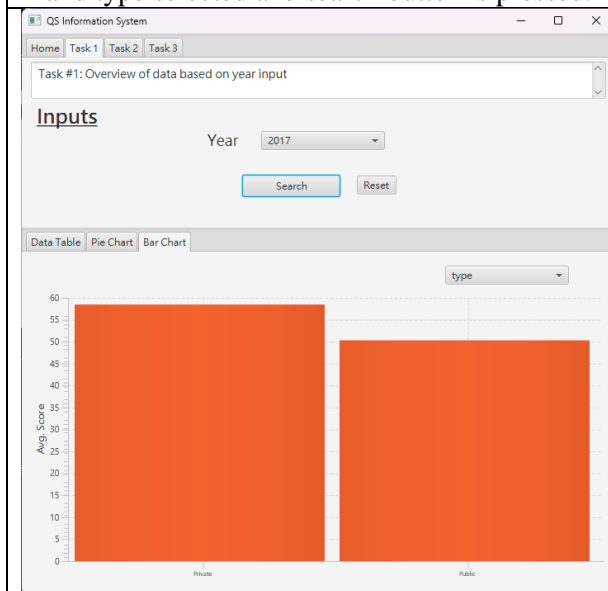 QS Information System
Home Task 1 Task 2 Task 3
Task #1: Overview of data based on year input
Inputs
Year 2017
Search Reset
Data Table Pie Chart Bar Chart
type
60
55
50
45
40
35
30
25
20
15
10
5
0
Avg. Score
Private Public